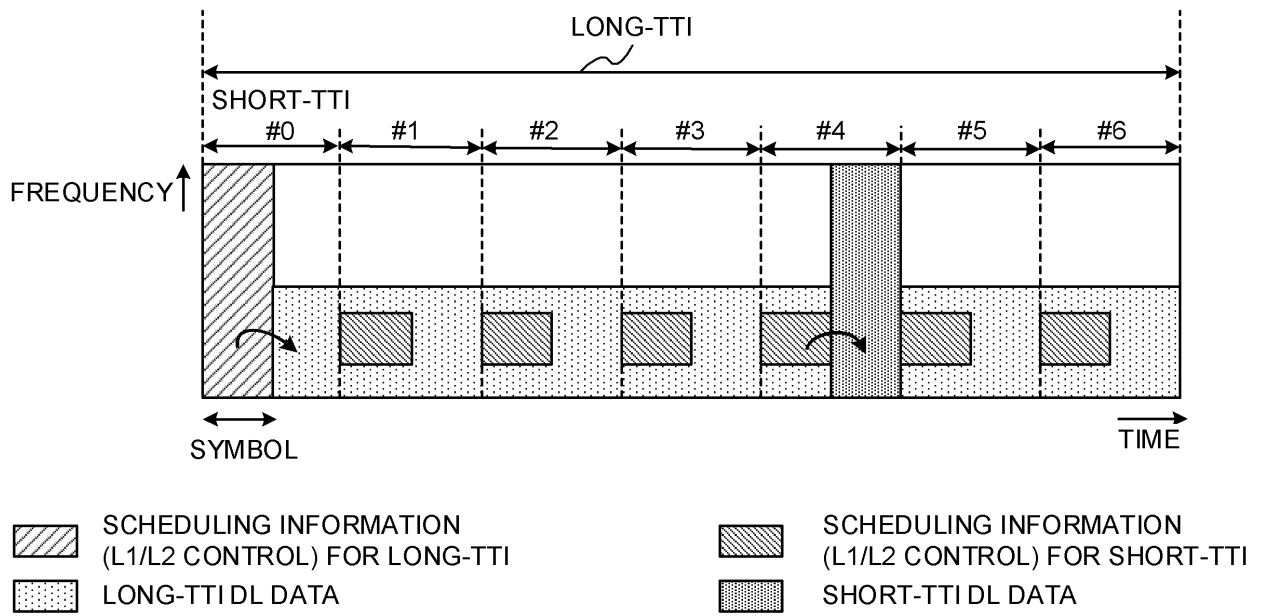 LONG-TTI
SHORT-TTI
#0 #1 #2 #3 #4 #5 #6
FREQUENCY
SYMBOL
TIME
SCHEDULING INFORMATION
(L1/L2 CONTROL) FOR LONG-TTI
LONG-TTI DL DATA
SCHEDULING INFORMATION
(L1/L2 CONTROL) FOR SHORT-TTI
SHORT-TTI DL DATA